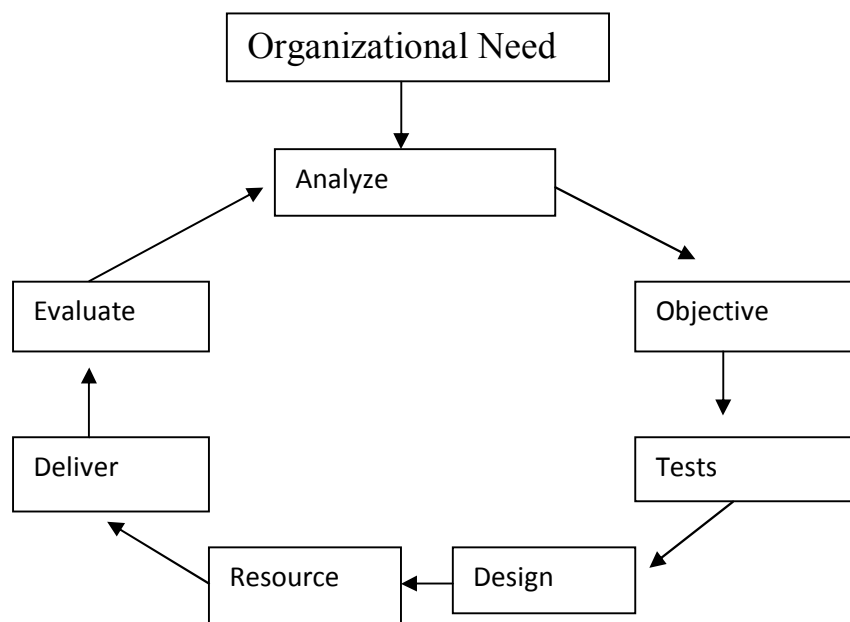 Organizational Need
Analyze
Objective
Tests
Design
Resource
Deliver
Evaluate